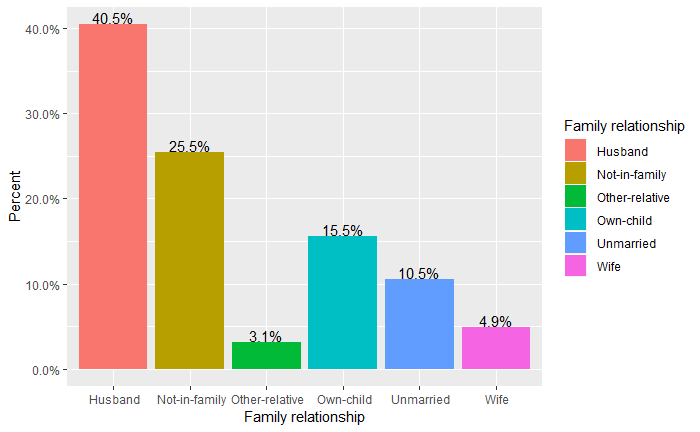 40.5%
40.0%
30.0%
25.5%
20.0%
15.5%
10.5%
10.0%
4.9%
3.1%
0.0%
Percent
Husband Not-in-family Other-relative Own-child Unmarried Wife
Family relationship
Family relationship
Husband
Not-in-family
Other-relative
Own-child
Unmarried
Wife